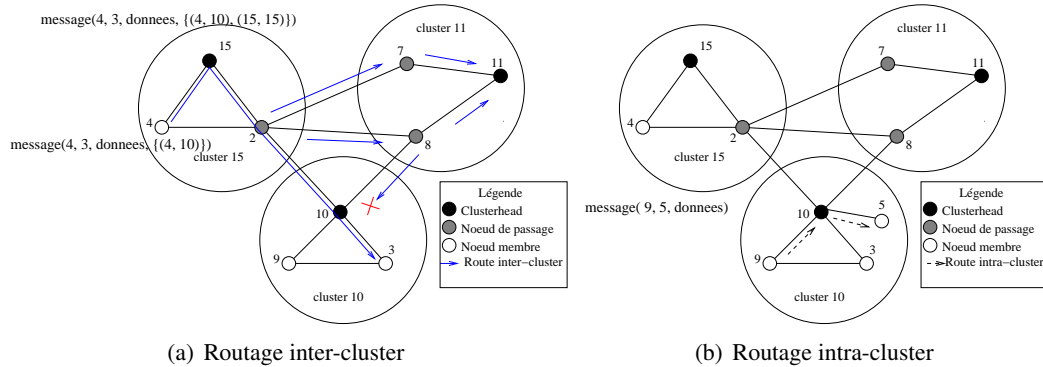 message(4, 3, donnees, {(4, 10), (15, 15)})
cluster 11
15
7
11
4
2
8
message(4, 3, donnees, {(4, 10)})
cluster 15
10
3
9
cluster 10
Légende
Clusterhead
Noeud de passage
Noeud membre
Route inter-cluster
(a) Routage inter-cluster
cluster 11
15
7
11
4
2
8
cluster 15
message( 9, 5, donnees)
10
5
3
9
cluster 10
Légende
Clusterhead
Noeud de passage
Noeud membre
Route intra-cluster
(b) Routage intra-cluster